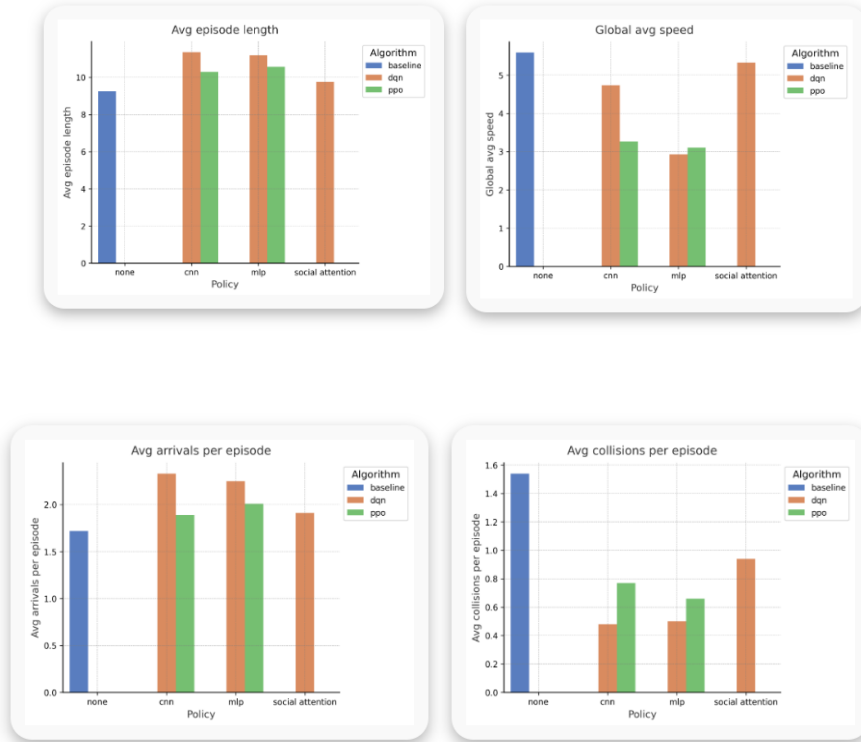 Avg episode length
Avg episode length
10
8
6
4
2
0
none cnn mlp social attention
Policy
Algorithm
baseline
dqn
ppo
Global avg speed
Global avg speed
5
4
3
2
1
0
none cnn mlp social attention
Policy
Algorithm
baseline
dqn
ppo
Avg arrivals per episode
Avg arrivals per episode
2.0
1.5
1.0
0.5
0.0
none cnn mlp social attention
Policy
Algorithm
baseline
dqn
ppo
Avg collisions per episode
Avg collisions per episode
1.6
1.4
1.2
1.0
0.8
0.6
0.4
0.2
0.0
none cnn mlp social attention
Policy
Algorithm
baseline
dqn
ppo